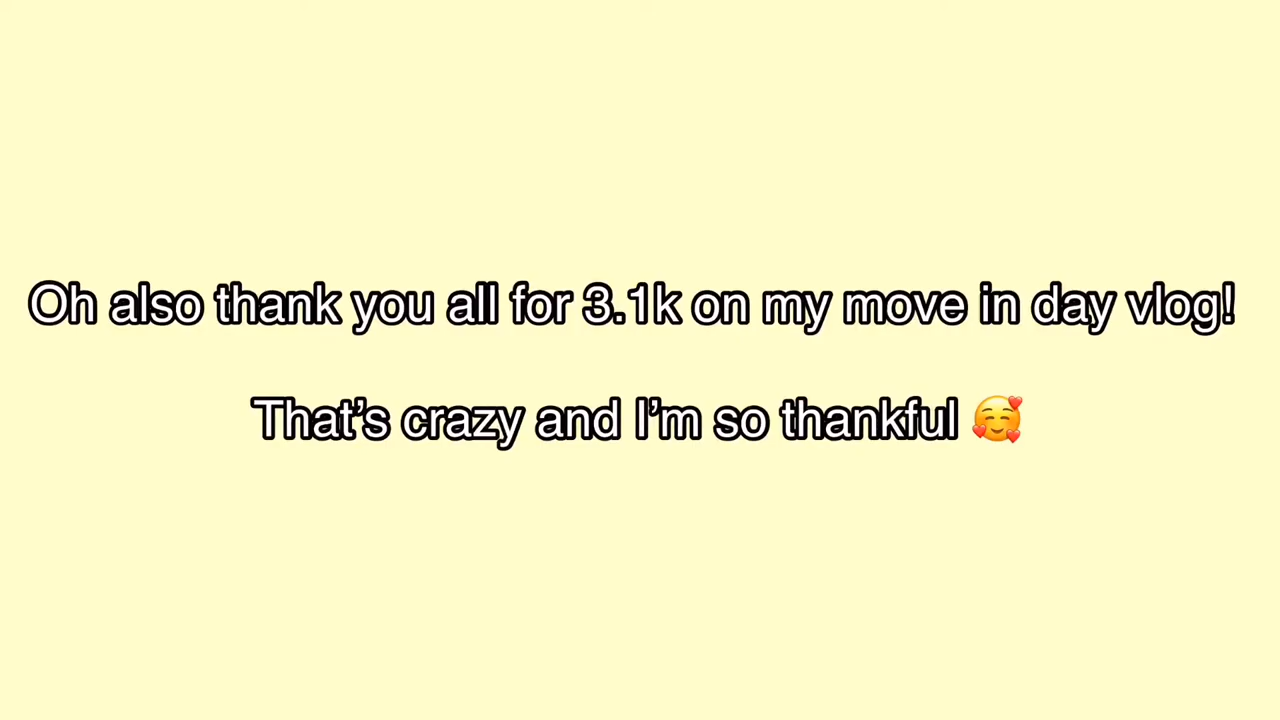 Oh also thank you all for 3.1k on my move in day vlog!
That’s crazy and I’m so thankful 🥰